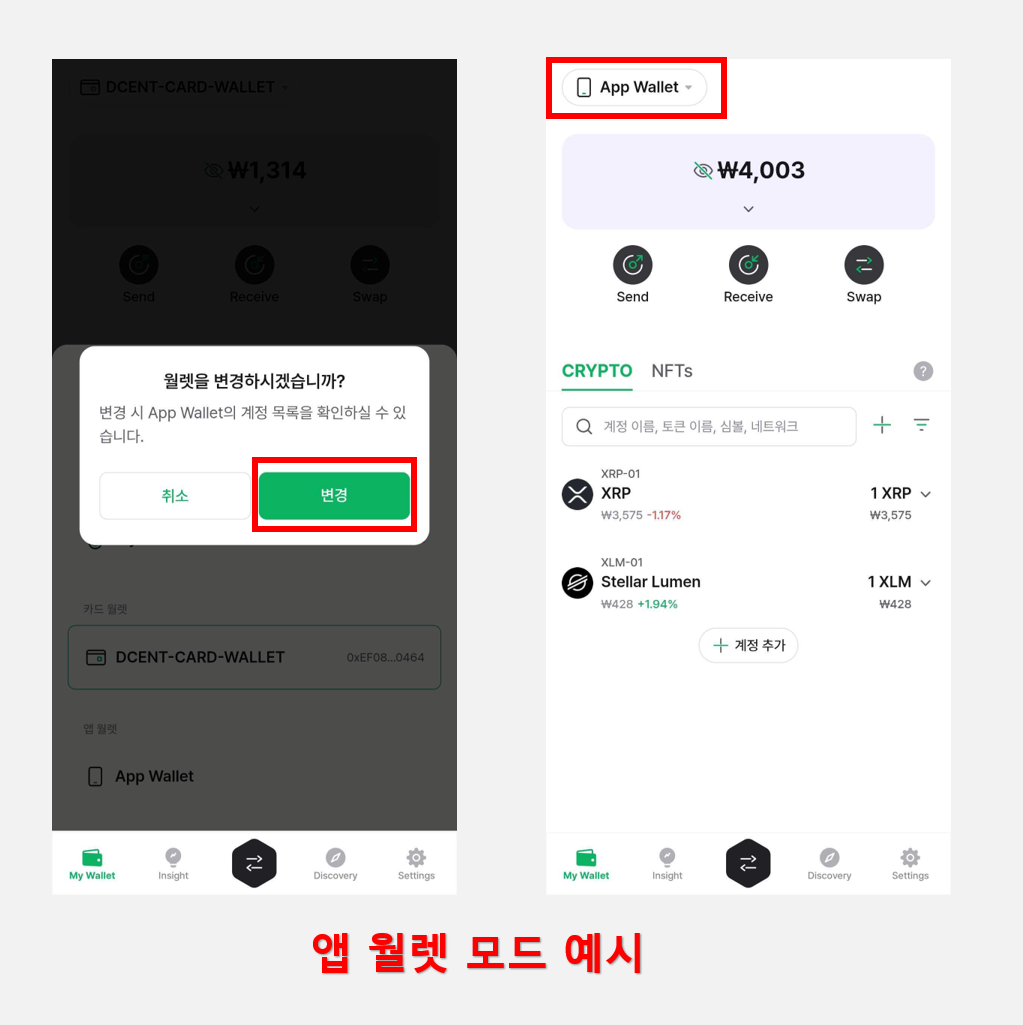 DCENT-CARD-WALLET
₩1,314
Send
Receive
Swap
월렛을 변경하시겠습니까?
변경 시 App Wallet의 계정 목록을 확인하실 수 있
습니다.
취소
변경
카드 월렛
DCENT-CARD-WALLET
0xEF08...0464
앱 월렛
App Wallet
My Wallet
Insight
Discovery
Settings
App Wallet
₩4,003
Send
Receive
Swap
CRYPTO
NFTs
?
계정 이름, 토큰 이름, 심볼, 네트워크
XRP-01
XRP
1 XRP
₩3,575 -1.17%
₩3,575
XLM-01
Stellar Lumen
1 XLM
₩428 +1.94%
₩428
계정 추가
My Wallet
Insight
Discovery
Settings
앱 월렛 모드 예시